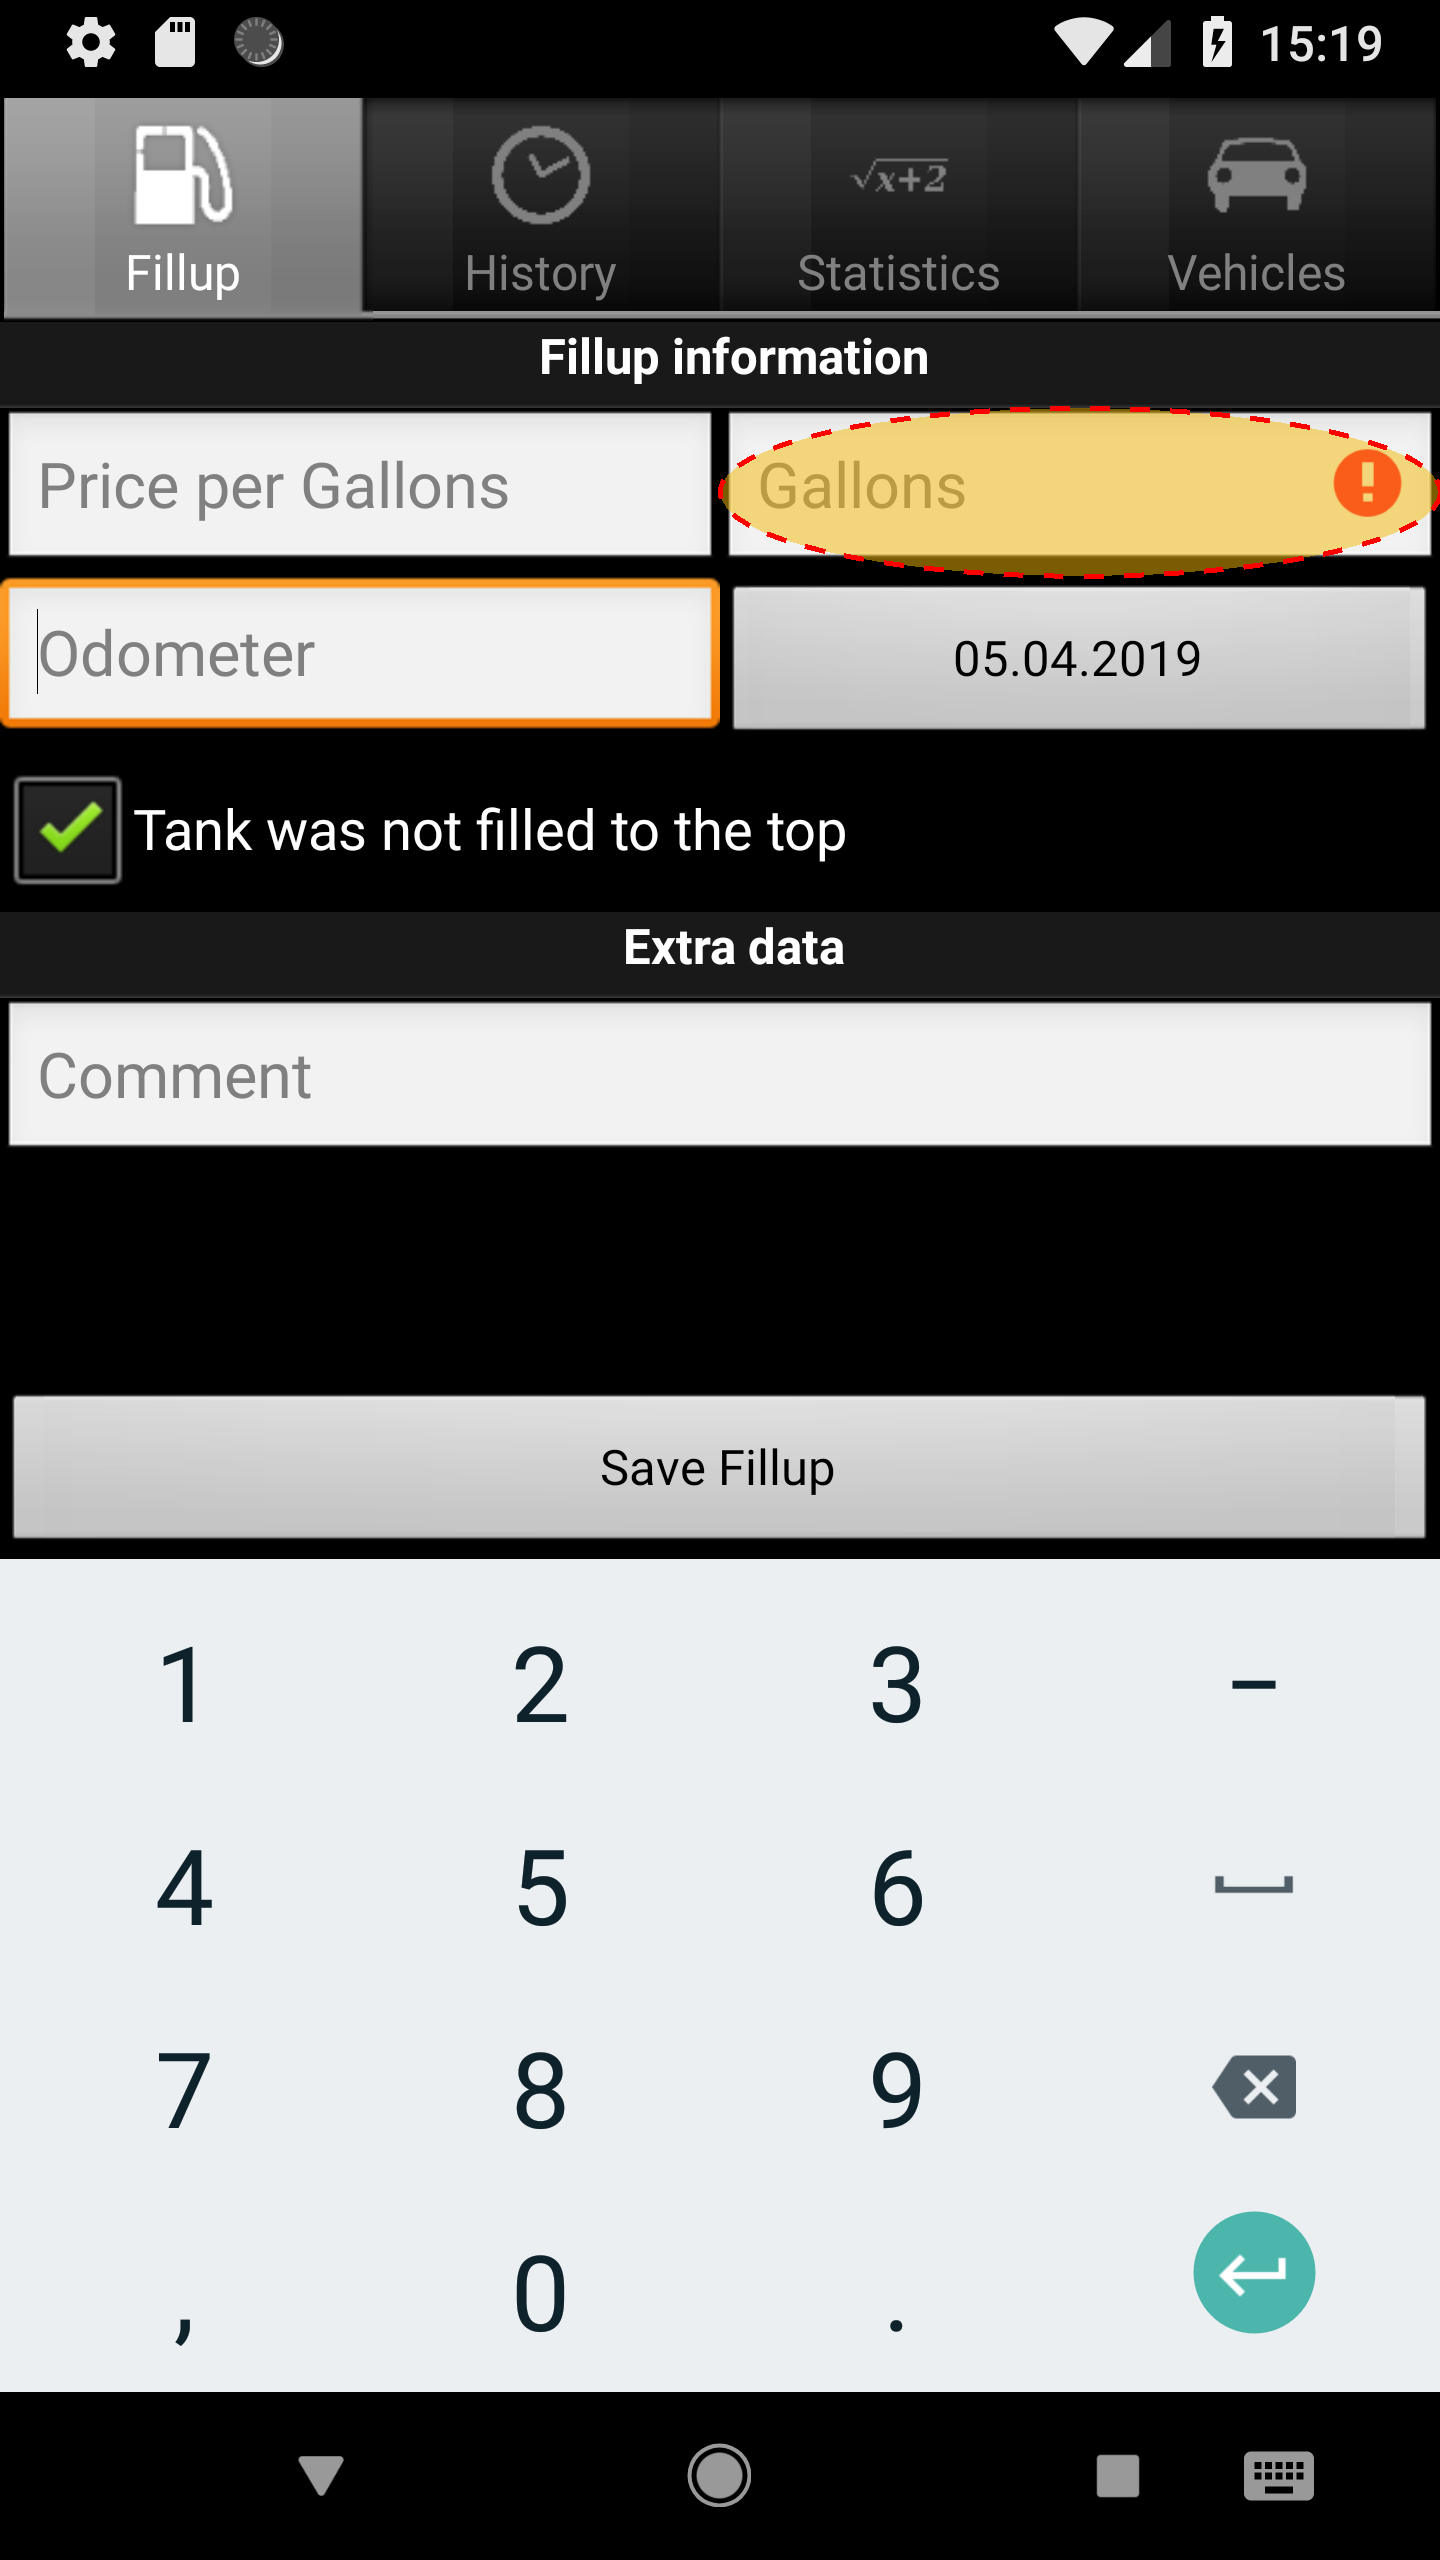 15:19
Fillup History √x+2 Statistics Vehicles
Fillup information
Price per Gallons Gallons
Odometer 05.04.2019
Tank was not filled to the top
Extra data
Comment
Save Fillup
1 2 3 -
4 5 6
7 8 9
, 0 .